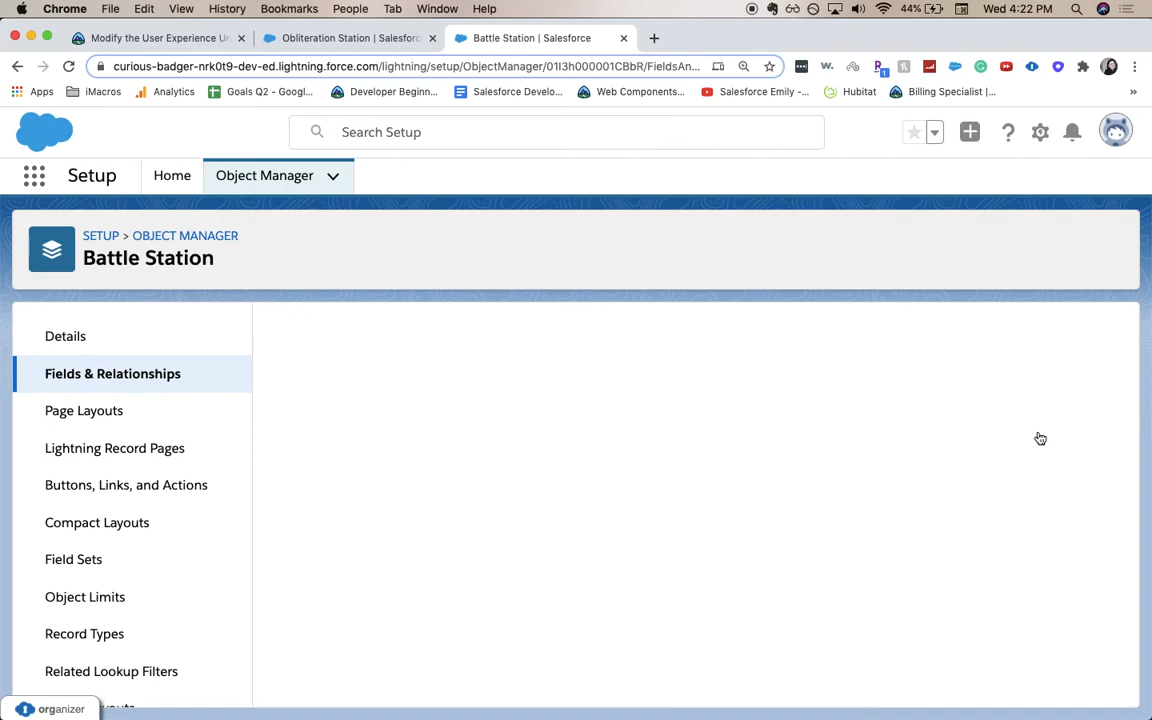 Chrome File Edit View History Bookmarks People Tab Window Help 44% Wed 4:22 PM
Modify the User Experience Un Obliteration Station | Salesforc Battle Station | Salesforce
curious-badger-nrk0t9-dev-ed.lightning.force.com/lightning/setup/ObjectManager/01I3h000001CBbR/FieldsAn...
Apps iMacros Analytics Goals Q2 - Googl... Developer Beginn... Salesforce Develo... Web Components... Salesforce Emily -... Hubitat Billing Specialist |... »
Search Setup
Setup Home Object Manager
SETUP > OBJECT MANAGER
Battle Station
Details
Fields & Relationships
Page Layouts
Lightning Record Pages
Buttons, Links, and Actions
Compact Layouts
Field Sets
Object Limits
Record Types
Related Lookup Filters
organizer